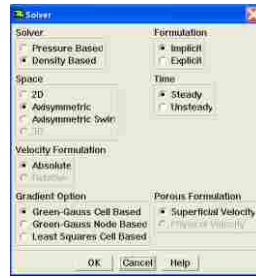 Solver
Solver
Pressure Based
Density Based
Formulation
Implicit
Explicit
Space
2D
Axisymmetric
Axisymmetric Swirl
3D
Time
Steady
Unsteady
Velocity Formulation
Absolute
Relative
Gradient Option
Green-Gauss Cell Based
Green-Gauss Node Based
Least Squares Cell Based
Porous Formulation
Superficial Velocity
Physical Velocity
OK Cancel Help